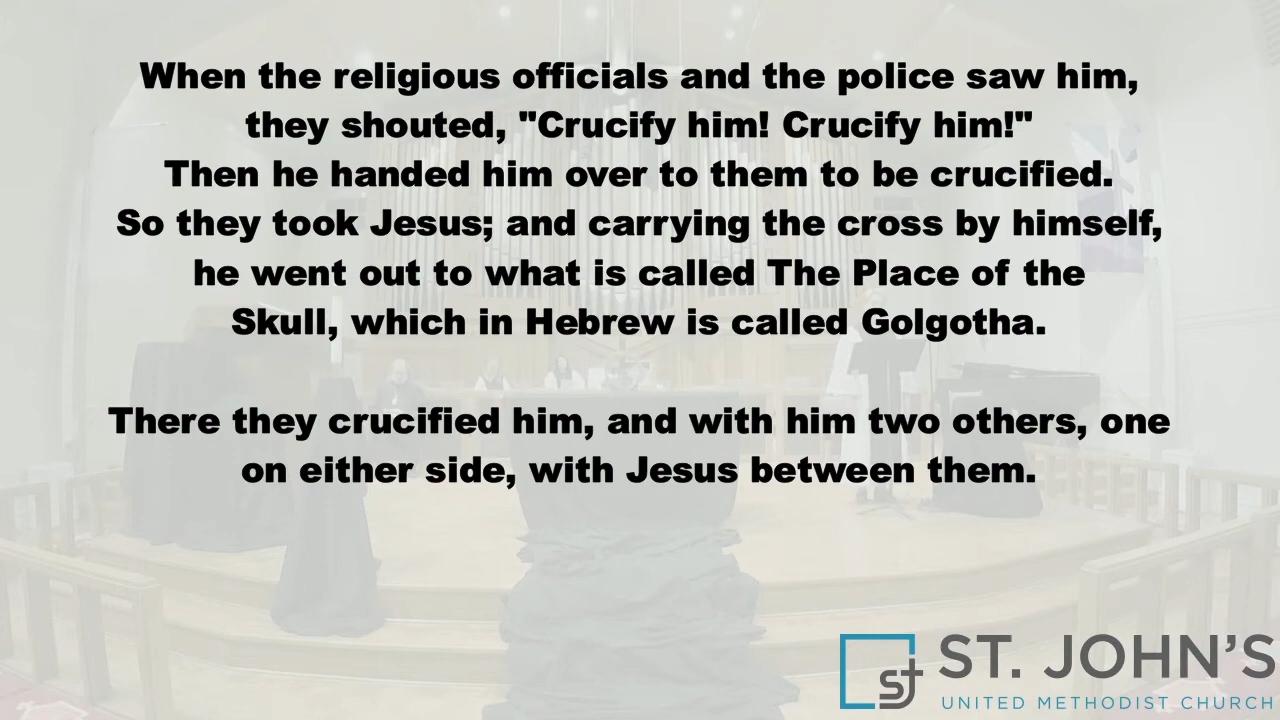 When the religious officials and the police saw him,
they shouted, "Crucify him! Crucify him!"
Then he handed him over to them to be crucified.
So they took Jesus; and carrying the cross by himself,
he went out to what is called The Place of the
Skull, which in Hebrew is called Golgotha.
There they crucified him, and with him two others, one
on either side, with Jesus between them.
SJ
ST. JOHN'S
UNITED METHODIST CHURCH